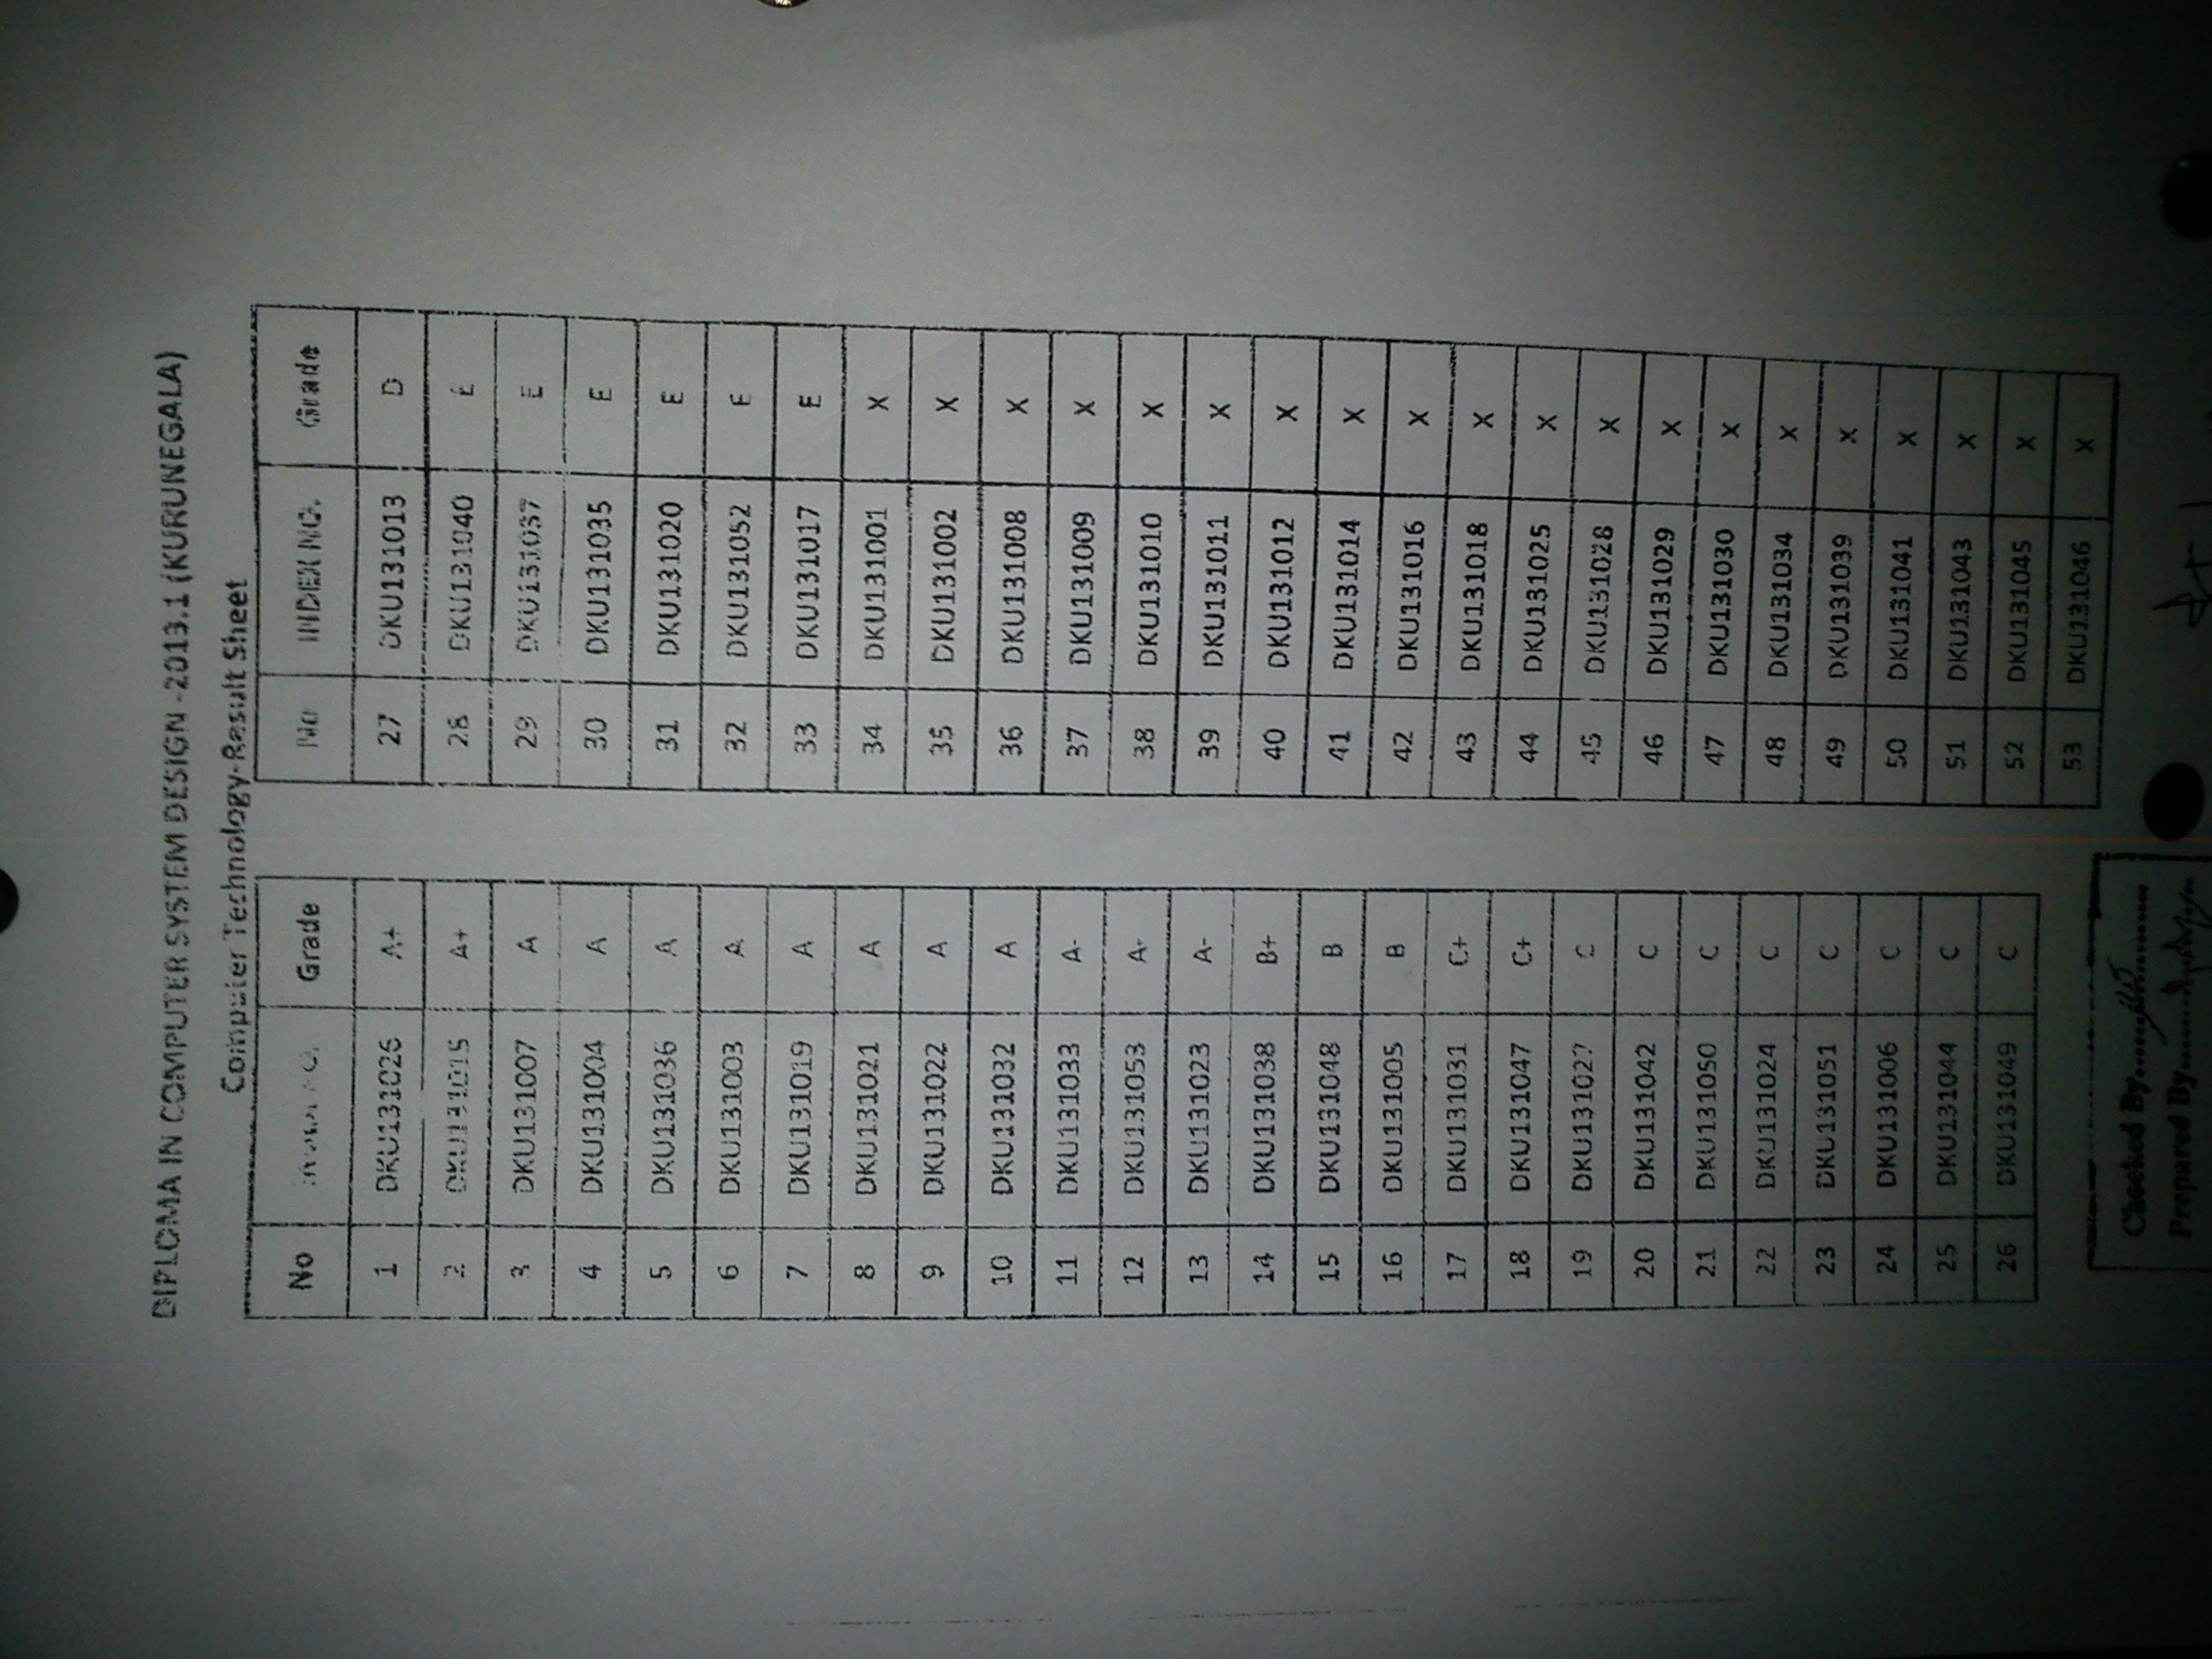 DIPLOMA IN COMPUTER SYSTEM DESIGN -2013.1 (KURUNEGALA)
Computer Technology-Result Sheet
No Grade
1 DKU131026 A+
2 DKU131015 A+
3 DKU131007 A
4 DKU131004 A
5 DKU131036 A
6 DKU131003 A
7 DKU131019 A
8 DKU131021 A
9 DKU131022 A
10 DKU131032 A
11 DKU131033 A-
12 DKU131053 A-
13 DKU131023 A-
14 DKU131038 B+
15 DKU131048 B
16 DKU131005 B
17 DKU131031 C+
18 DKU131047 C+
19 DKU131027 C
20 DKU131042 C
21 DKU131050 C
22 DKU131024 C
23 DKU131051 C
24 DKU131006 C
25 DKU131044 C
26 DKU131049 C
No INDEX NO. Grade
27 DKU131013 D
28 DKU131040 E
29 DKU131037 E
30 DKU131035 E
31 DKU131020 E
32 DKU131052 E
33 DKU131017 E
34 DKU131001 X
35 DKU131002 X
36 DKU131008 X
37 DKU131009 X
38 DKU131010 X
39 DKU131011 X
40 DKU131012 X
41 DKU131014 X
42 DKU131016 X
43 DKU131018 X
44 DKU131025 X
45 DKU131028 X
46 DKU131029 X
47 DKU131030 X
48 DKU131034 X
49 DKU131039 X
50 DKU131041 X
51 DKU131043 X
52 DKU131045 X
53 DKU131046 X
Checked By
Prepared By